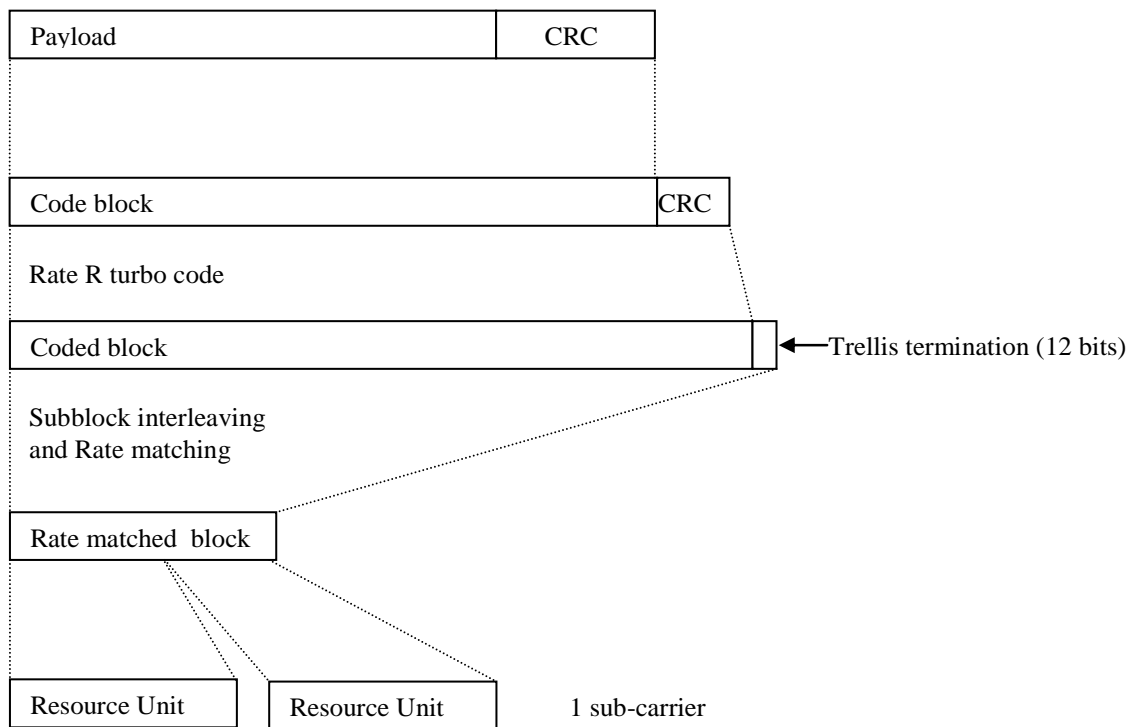 Payload CRC
Code block CRC
Rate R turbo code
Coded block Trellis termination (12 bits)
Subblock interleaving
and Rate matching
Rate matched block
Resource Unit Resource Unit 1 sub-carrier